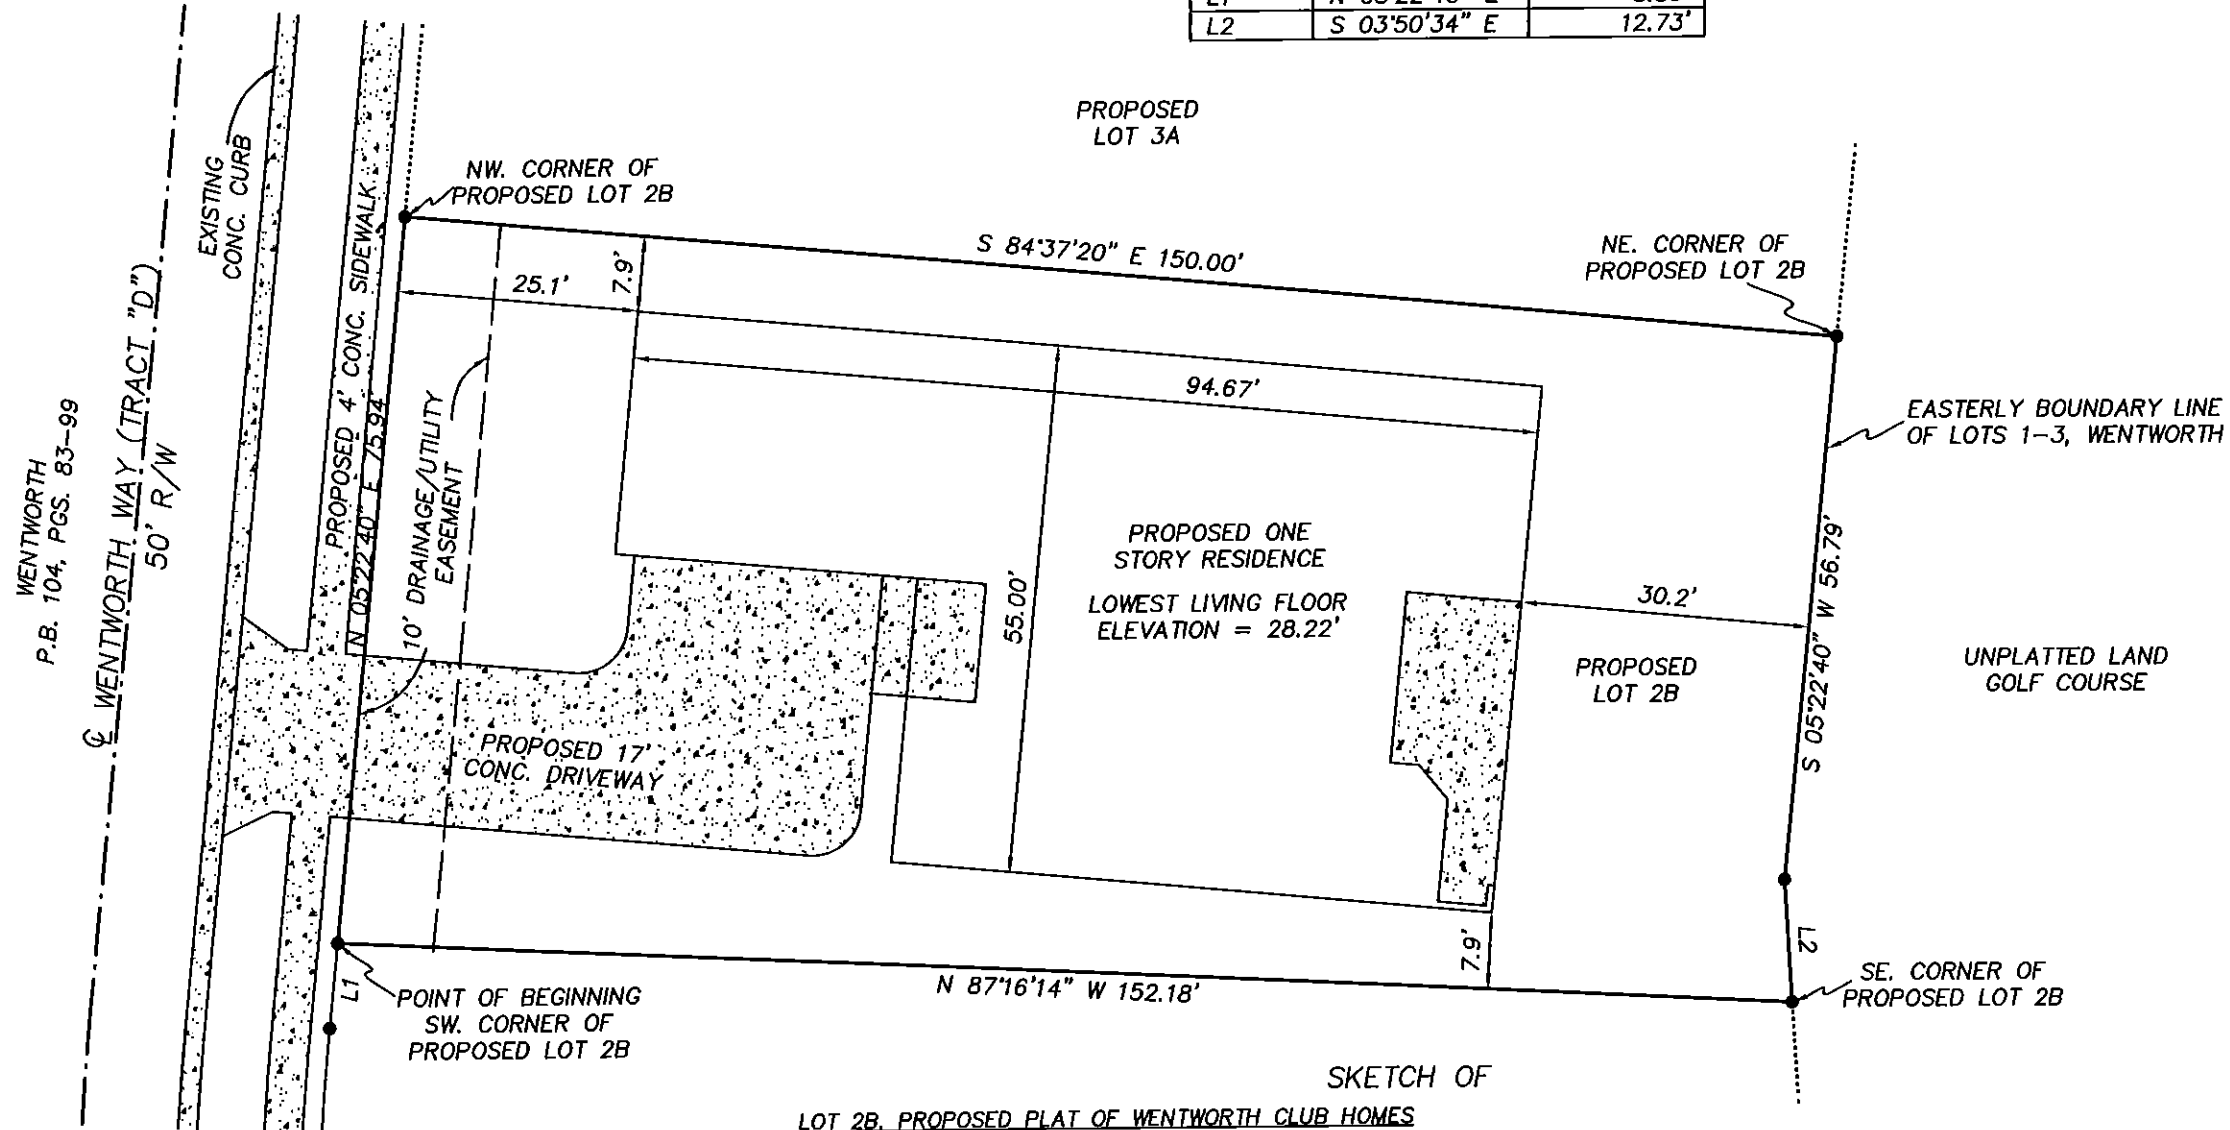 L2 S 03°50'34" E 12.73'
PROPOSED
LOT 3A
NW. CORNER OF
PROPOSED LOT 2B
EXISTING
CONC. CURB
PROPOSED 4' CONC. SIDEWALK
S 84°37'20" E 150.00'
NE. CORNER OF
PROPOSED LOT 2B
25.1'
7.9'
94.67'
EASTERLY BOUNDARY LINE
OF LOTS 1-3, WENTWORTH
WENTWORTH
P.B. 104, PGS. 83-99
℄ WENTWORTH WAY (TRACT "D")
50' R/W
N 05°22'40" E 75.94'
10' DRAINAGE/UTILITY
EASEMENT
PROPOSED ONE
STORY RESIDENCE
LOWEST LIVING FLOOR
ELEVATION = 28.22'
55.00'
30.2'
PROPOSED
LOT 2B
S 05°22'40" W 56.79'
UNPLATTED LAND
GOLF COURSE
PROPOSED 17'
CONC. DRIVEWAY
L2
7.9'
N 87°16'14" W 152.18'
SE. CORNER OF
PROPOSED LOT 2B
L1
POINT OF BEGINNING
SW. CORNER OF
PROPOSED LOT 2B
SKETCH OF
LOT 2B, PROPOSED PLAT OF WENTWORTH CLUB HOMES